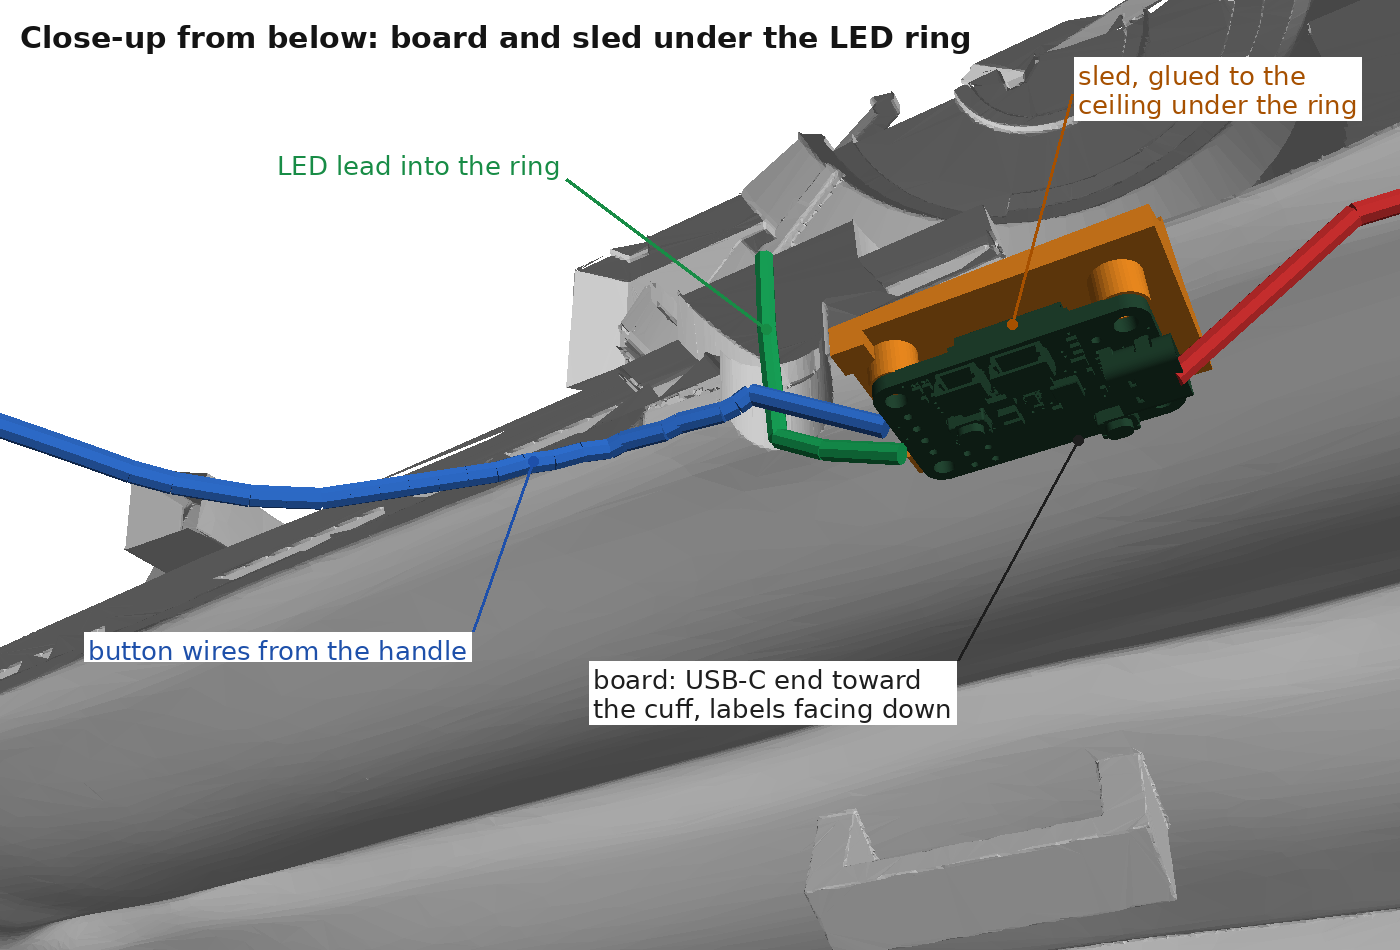 Close-up from below: board and sled under the LED ring
sled, glued to the
ceiling under the ring
LED lead into the ring
button wires from the handle
board: USB-C end toward
the cuff, labels facing down